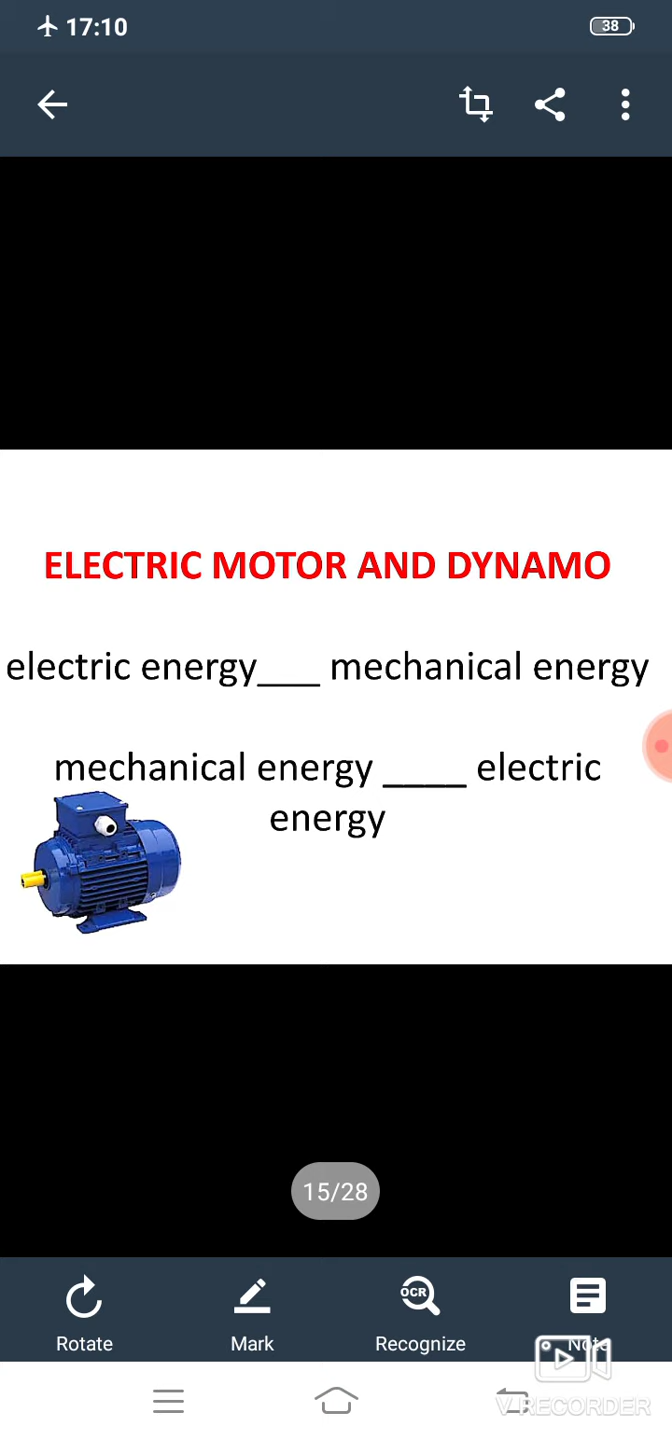 17:10
38
ELECTRIC MOTOR AND DYNAMO
electric energy___ mechanical energy
mechanical energy ____ electric
energy
15/28
OCR
Rotate Mark Recognize Note
V RECORDER